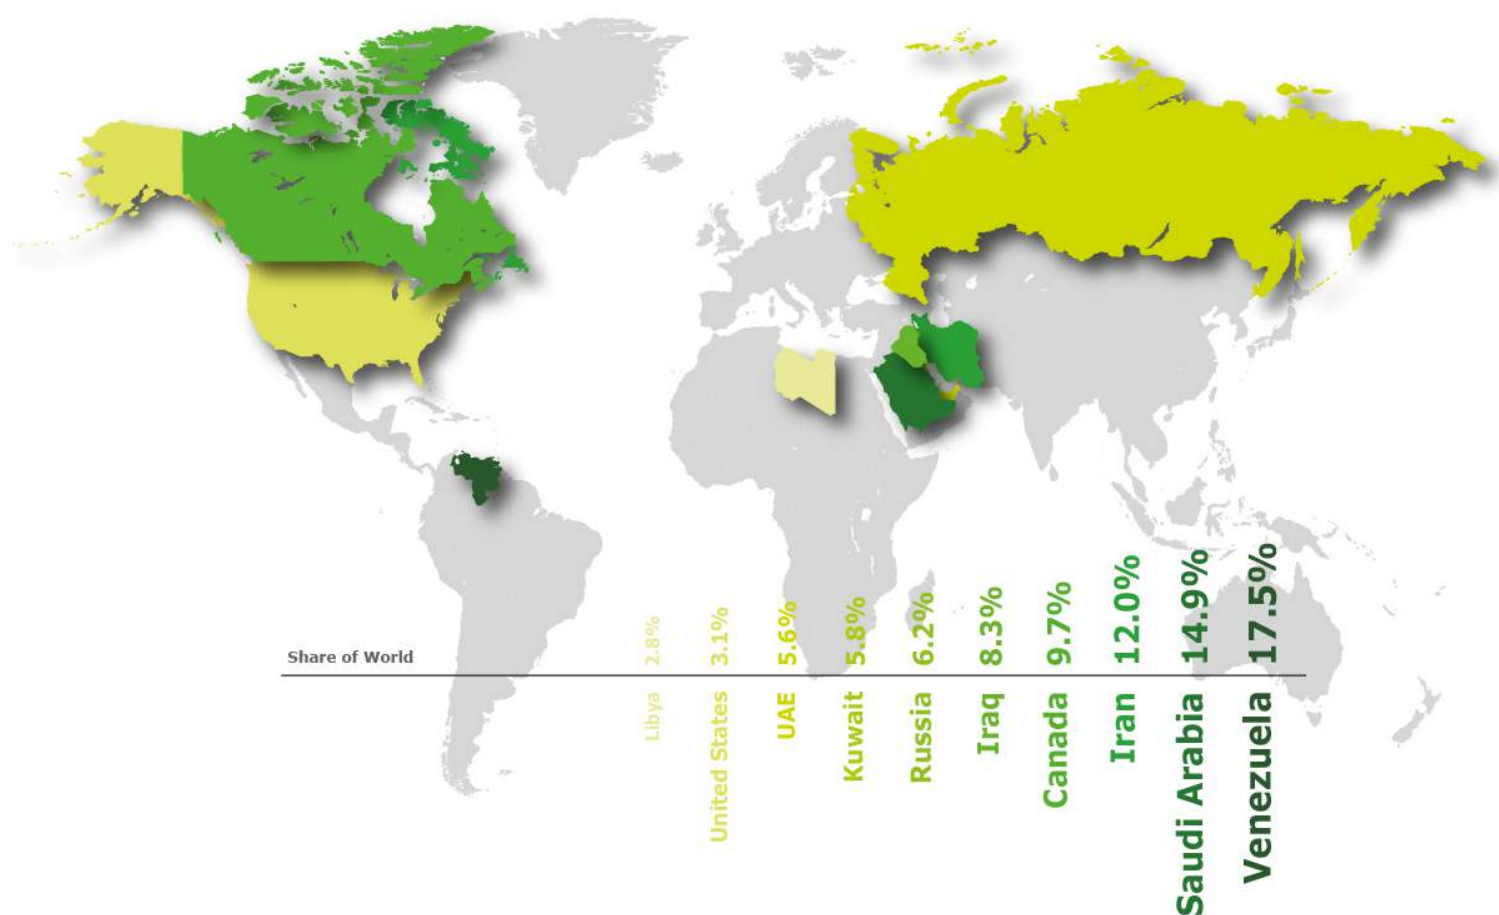 Share of World
2.8%
3.1%
5.6%
5.8%
6.2%
8.3%
9.7%
12.0%
14.9%
17.5%
Libya
United States
UAE
Kuwait
Russia
Iraq
Canada
Iran
Saudi Arabia
Venezuela